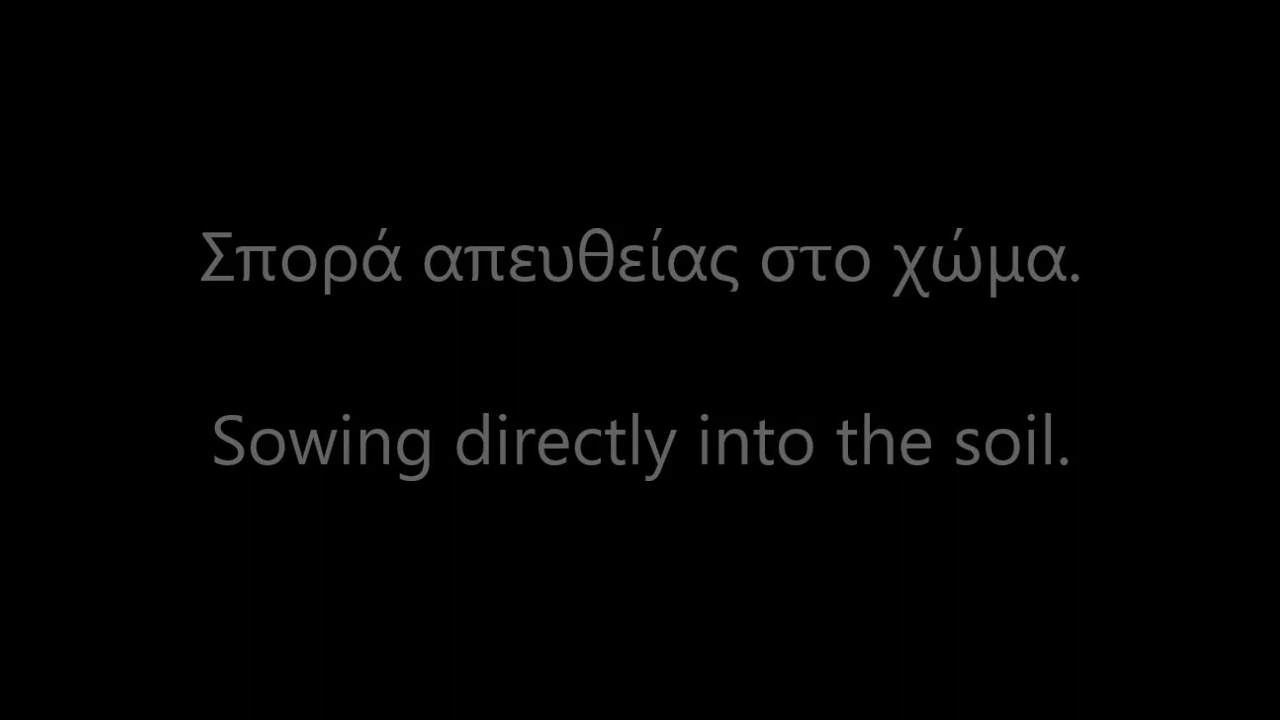 Σπορά απευθείας στο χώμα.
Sowing directly into the soil.